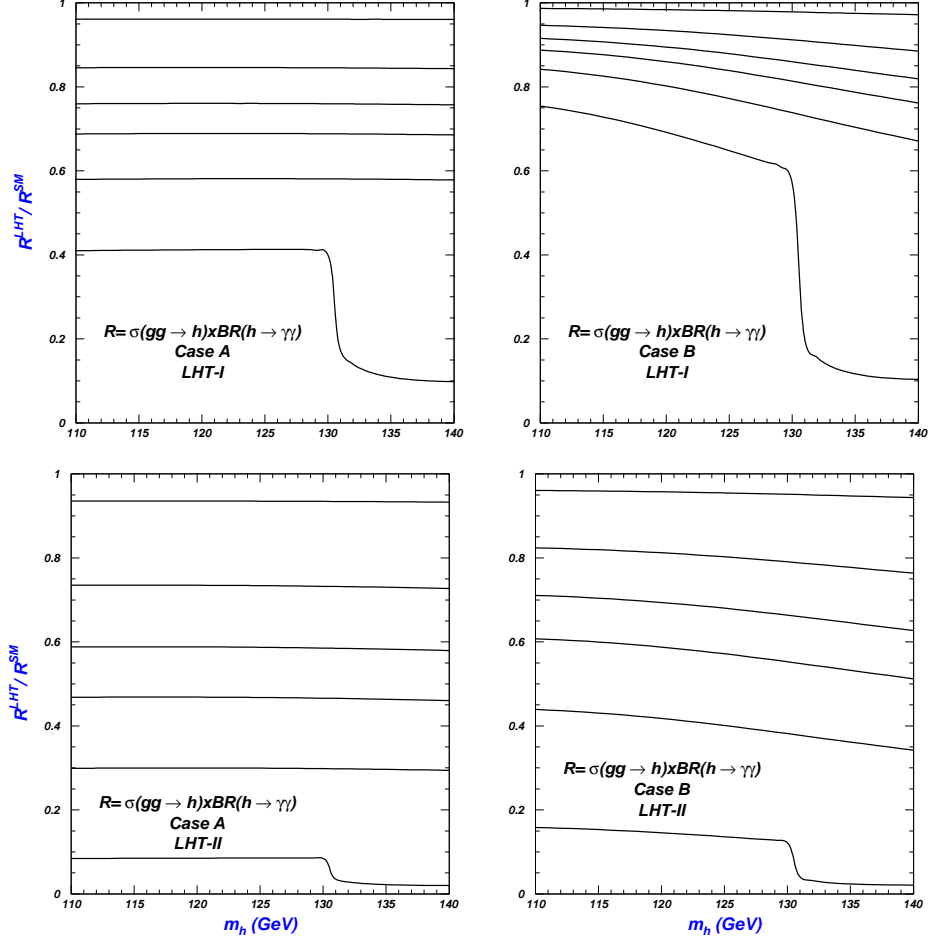 1
0.8
0.6
0.4
0.2
0
110 115 120 125 130 135 140
R^LHT / R^SM
R= σ(gg → h)xBR(h → γγ)
Case A
LHT-I
1
0.8
0.6
0.4
0.2
0
110 115 120 125 130 135 140
R= σ(gg → h)xBR(h → γγ)
Case B
LHT-I
1
0.8
0.6
0.4
0.2
0
110 115 120 125 130 135 140
R^LHT / R^SM
m_h (GeV)
R= σ(gg → h)xBR(h → γγ)
Case A
LHT-II
1
0.8
0.6
0.4
0.2
0
110 115 120 125 130 135 140
m_h (GeV)
R= σ(gg → h)xBR(h → γγ)
Case B
LHT-II